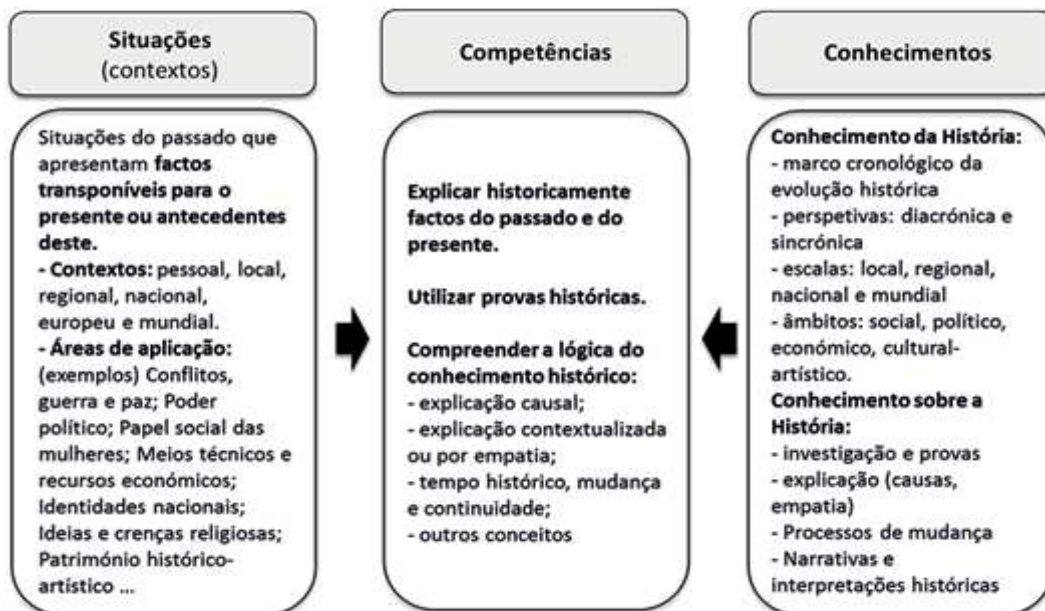 Situações
(contextos)
Situações do passado que
apresentam factos
transponíveis para o
presente ou antecedentes
deste.
- Contextos: pessoal, local,
regional, nacional,
europeu e mundial.
- Áreas de aplicação:
(exemplos) Conflitos,
guerra e paz; Poder
político; Papel social das
mulheres; Meios técnicos e
recursos económicos;
Identidades nacionais;
Ideias e crenças religiosas;
Património histórico-
artístico ...
Competências
Explicar historicamente
factos do passado e do
presente.
Utilizar provas históricas.
Compreender a lógica do
conhecimento histórico:
- explicação causal;
- explicação contextualizada
ou por empatia;
- tempo histórico, mudança
e continuidade;
- outros conceitos
Conhecimentos
Conhecimento da História:
- marco cronológico da
evolução histórica
- perspetivas: diacrónica e
sincrónica
- escalas: local, regional,
nacional e mundial
- âmbitos: social, político,
económico, cultural-
artístico.
Conhecimento sobre a
História:
- investigação e provas
- explicação (causas,
empatia)
- Processos de mudança
- Narrativas e
interpretações históricas